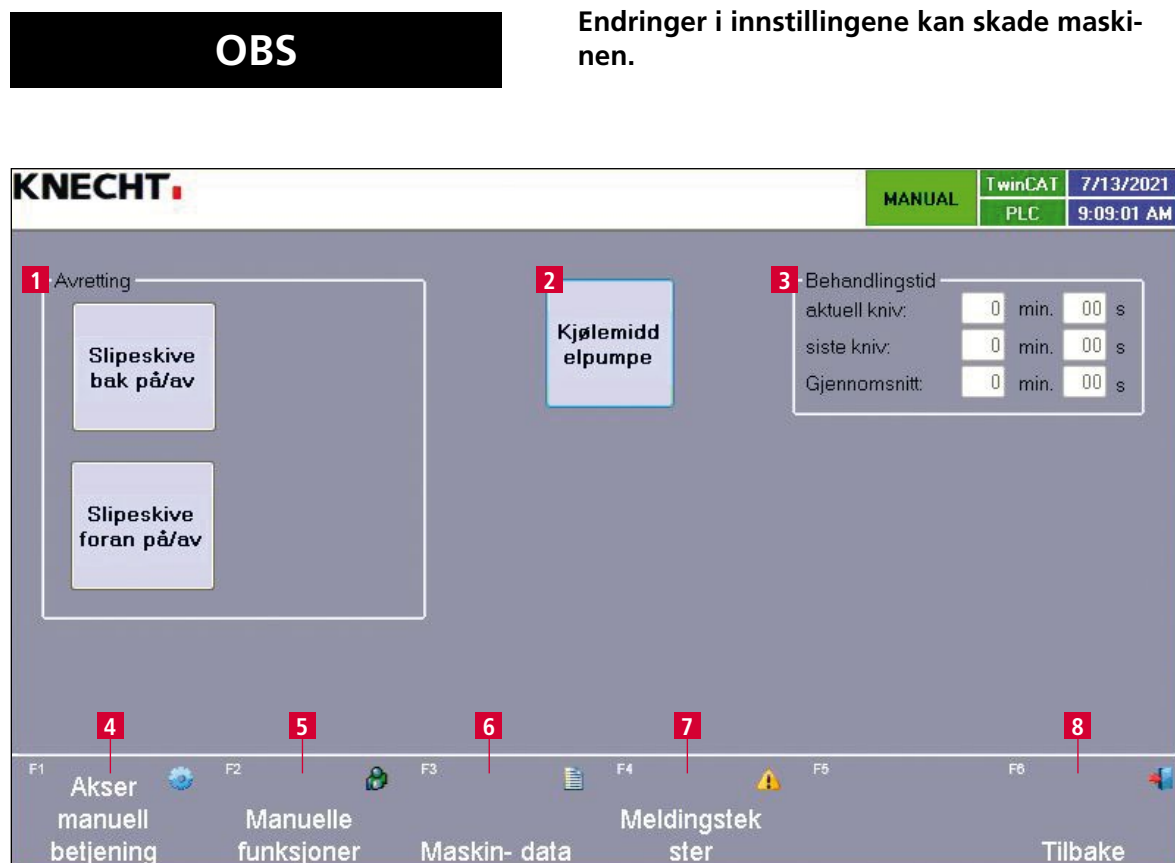 OBS
Endringer i innstillingene kan skade maski-
nen.
KNECHT
MANUAL
TwinCAT
7/13/2021
PLC
9:09:01 AM
1
Avretting
Slipeskive
bak på/av
Slipeskive
foran på/av
2
Kjølemidd
elpumpe
3
Behandlingstid
aktuell kniv: 0 min. 00 s
siste kniv: 0 min. 00 s
Gjennomsnitt: 0 min. 00 s
4
5
6
7
8
F1
Akser
manuell
betjening
F2
Manuelle
funksjoner
F3
Maskin- data
F4
Meldingstek
ster
F5
F6
Tilbake